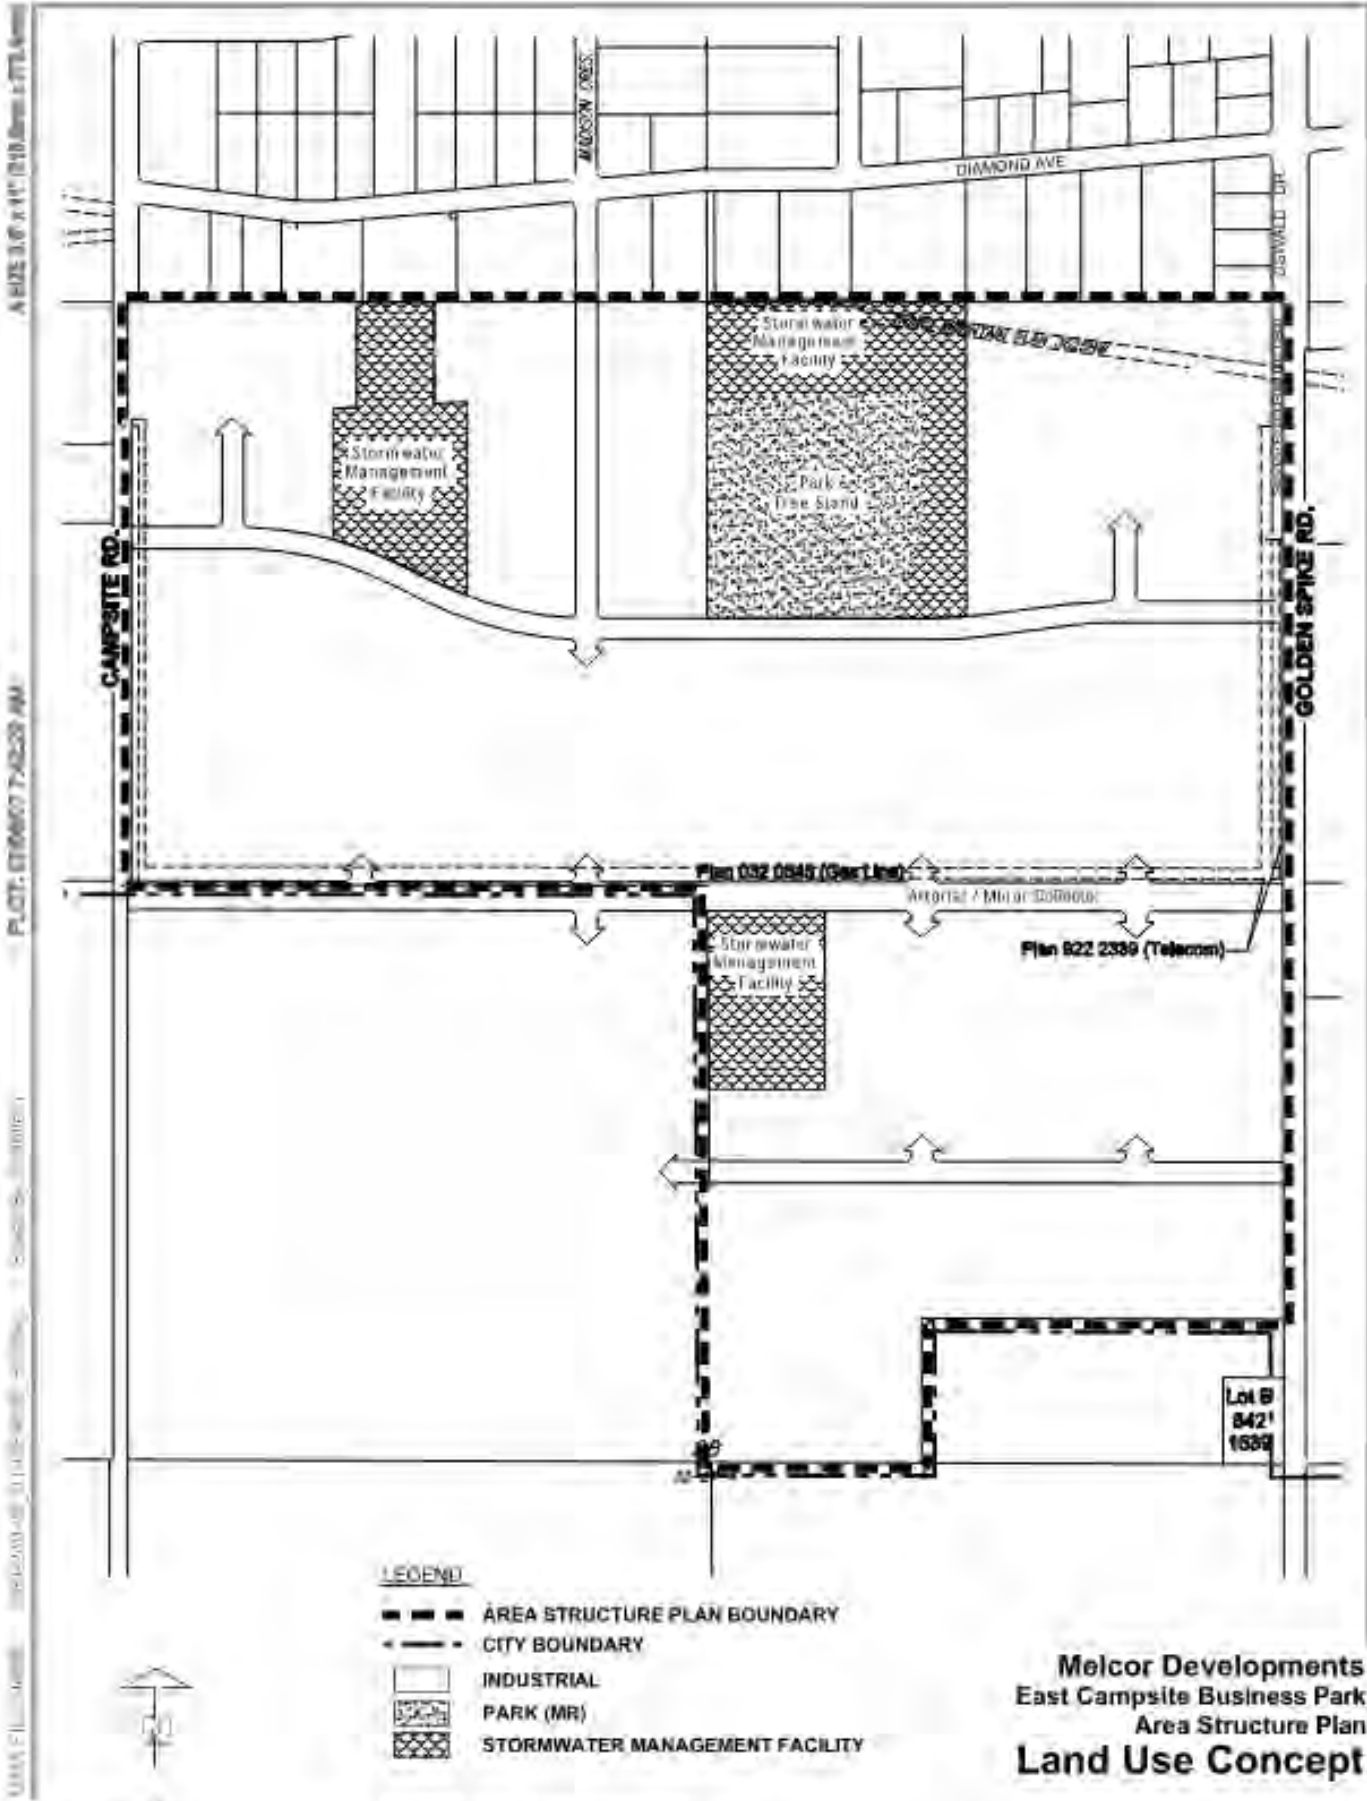 MADISON CRES.
DIAMOND AVE
OSWALD DR.
Stormwater
Management
Facility
Stormwater
Management
Facility
Park &
Tree Stand
CAMPSITE RD.
GOLDEN SPIKE RD.
Plan 032 0545 (Gas Line)
Arterial / Minor Collector
Plan 922 2339 (Telecom)
Stormwater
Management
Facility
Lot B
842
LEGEND
AREA STRUCTURE PLAN BOUNDARY
CITY BOUNDARY
INDUSTRIAL
PARK (MR)
STORMWATER MANAGEMENT FACILITY
Melcor Developments
East Campsite Business Park
Area Structure Plan
Land Use Concept